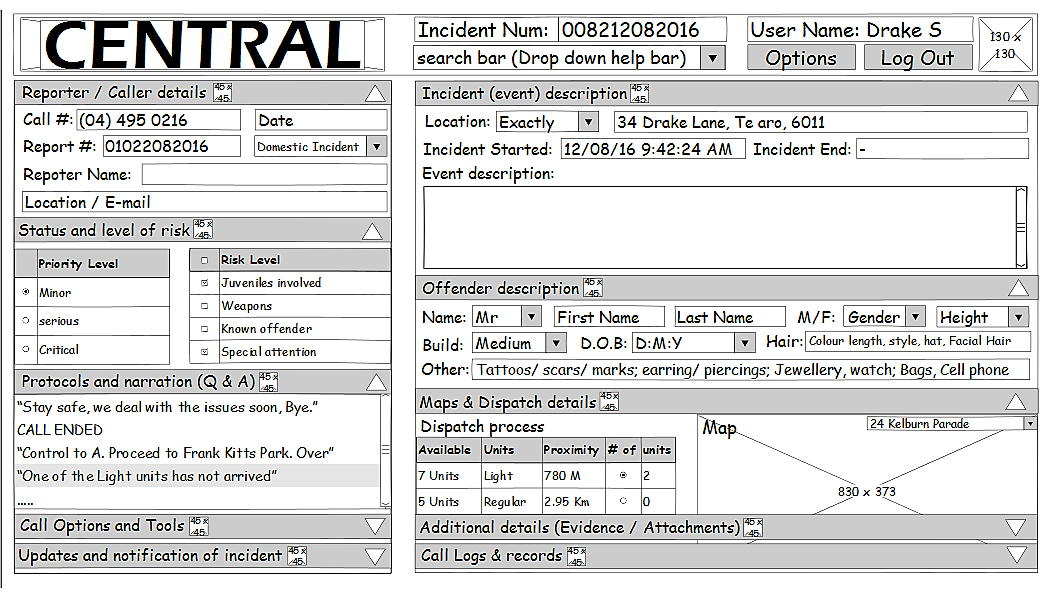 CENTRAL
Incident Num: 008212082016
User Name: Drake S
130 x 130
search bar (Drop down help bar)
Options
Log Out
Reporter / Caller details 45 x 45
Call #: (04) 495 0216 Date
Report #: 01022082016 Domestic Incident
Repoter Name:
Location / E-mail
Status and level of risk 45 x 45
Priority Level
Minor
serious
Critical
Risk Level
Juveniles involved
Weapons
Known offender
Special attention
Protocols and narration (Q & A) 45 x 45
"Stay safe, we deal with the issues soon, Bye."
CALL ENDED
"Control to A. Proceed to Frank Kitts Park. Over"
"One of the Light units has not arrived"
.....
Call Options and Tools 45 x 45
Updates and notification of incident 45 x 45
Incident (event) description 45 x 45
Location: Exactly 34 Drake Lane, Te aro, 6011
Incident Started: 12/08/16 9:42:24 AM Incident End: -
Event description:
Offender description 45 x 45
Name: Mr First Name Last Name M/F: Gender Height
Build: Medium D.O.B: D:M:Y Hair: Colour length, style, hat, Facial Hair
Other: Tattoos/ scars/ marks; earring/ piercings; Jewellery, watch; Bags, Cell phone
Maps & Dispatch details 45 x 45
Dispatch process
Available Units Proximity # of units
7 Units Light 780 M 2
5 Units Regular 2.95 Km 0
Map
24 Kelburn Parade
830 x 373
Additional details (Evidence / Attachments) 45 x 45
Call Logs & records 45 x 45